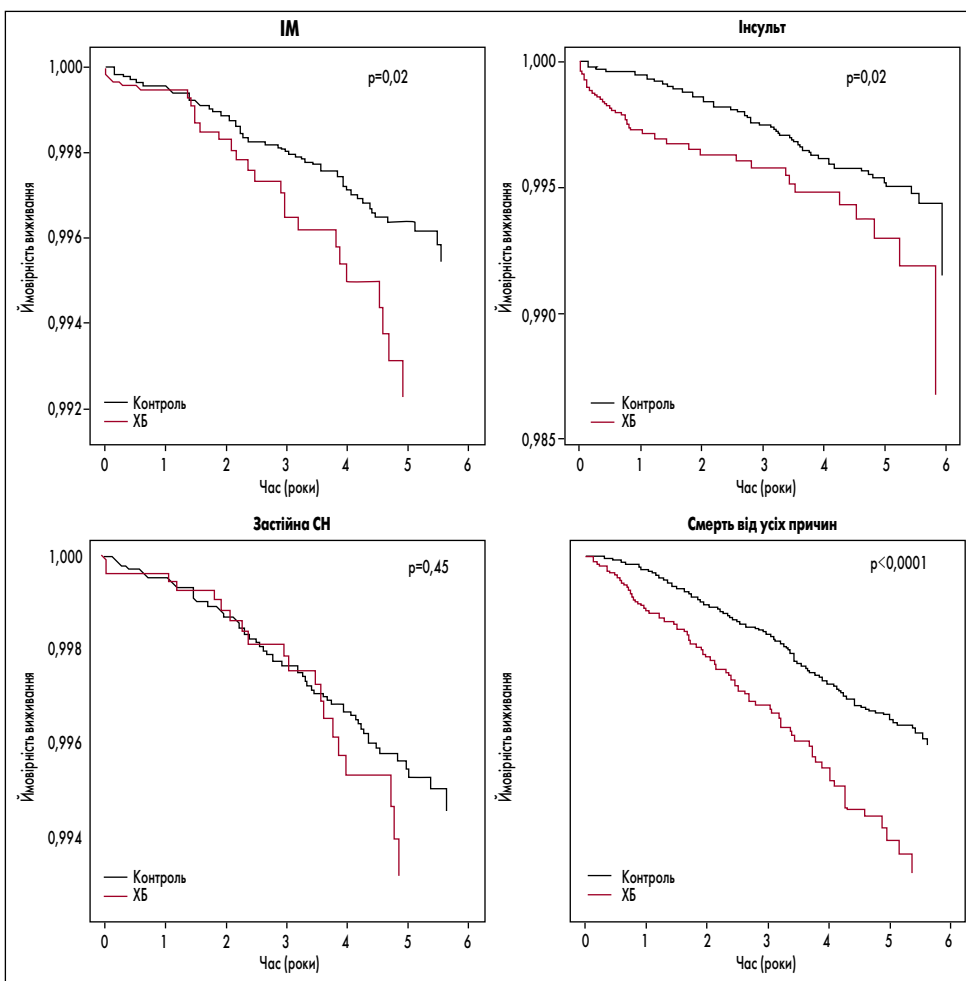 ІМ
p=0,02
1,000
0,998
0,996
0,994
0,992
Ймовірність виживання
Контроль
ХБ
0 1 2 3 4 5 6
Час (роки)
Інсульт
p=0,02
1,000
0,995
0,990
0,985
Ймовірність виживання
Контроль
ХБ
0 1 2 3 4 5 6
Час (роки)
Застійна СН
p=0,45
1,000
0,998
0,996
0,994
Ймовірність виживання
Контроль
ХБ
0 1 2 3 4 5 6
Час (роки)
Смерть від усіх причин
p<0,0001
Ймовірність виживання
Контроль
ХБ
0 1 2 3 4 5 6
Час (роки)